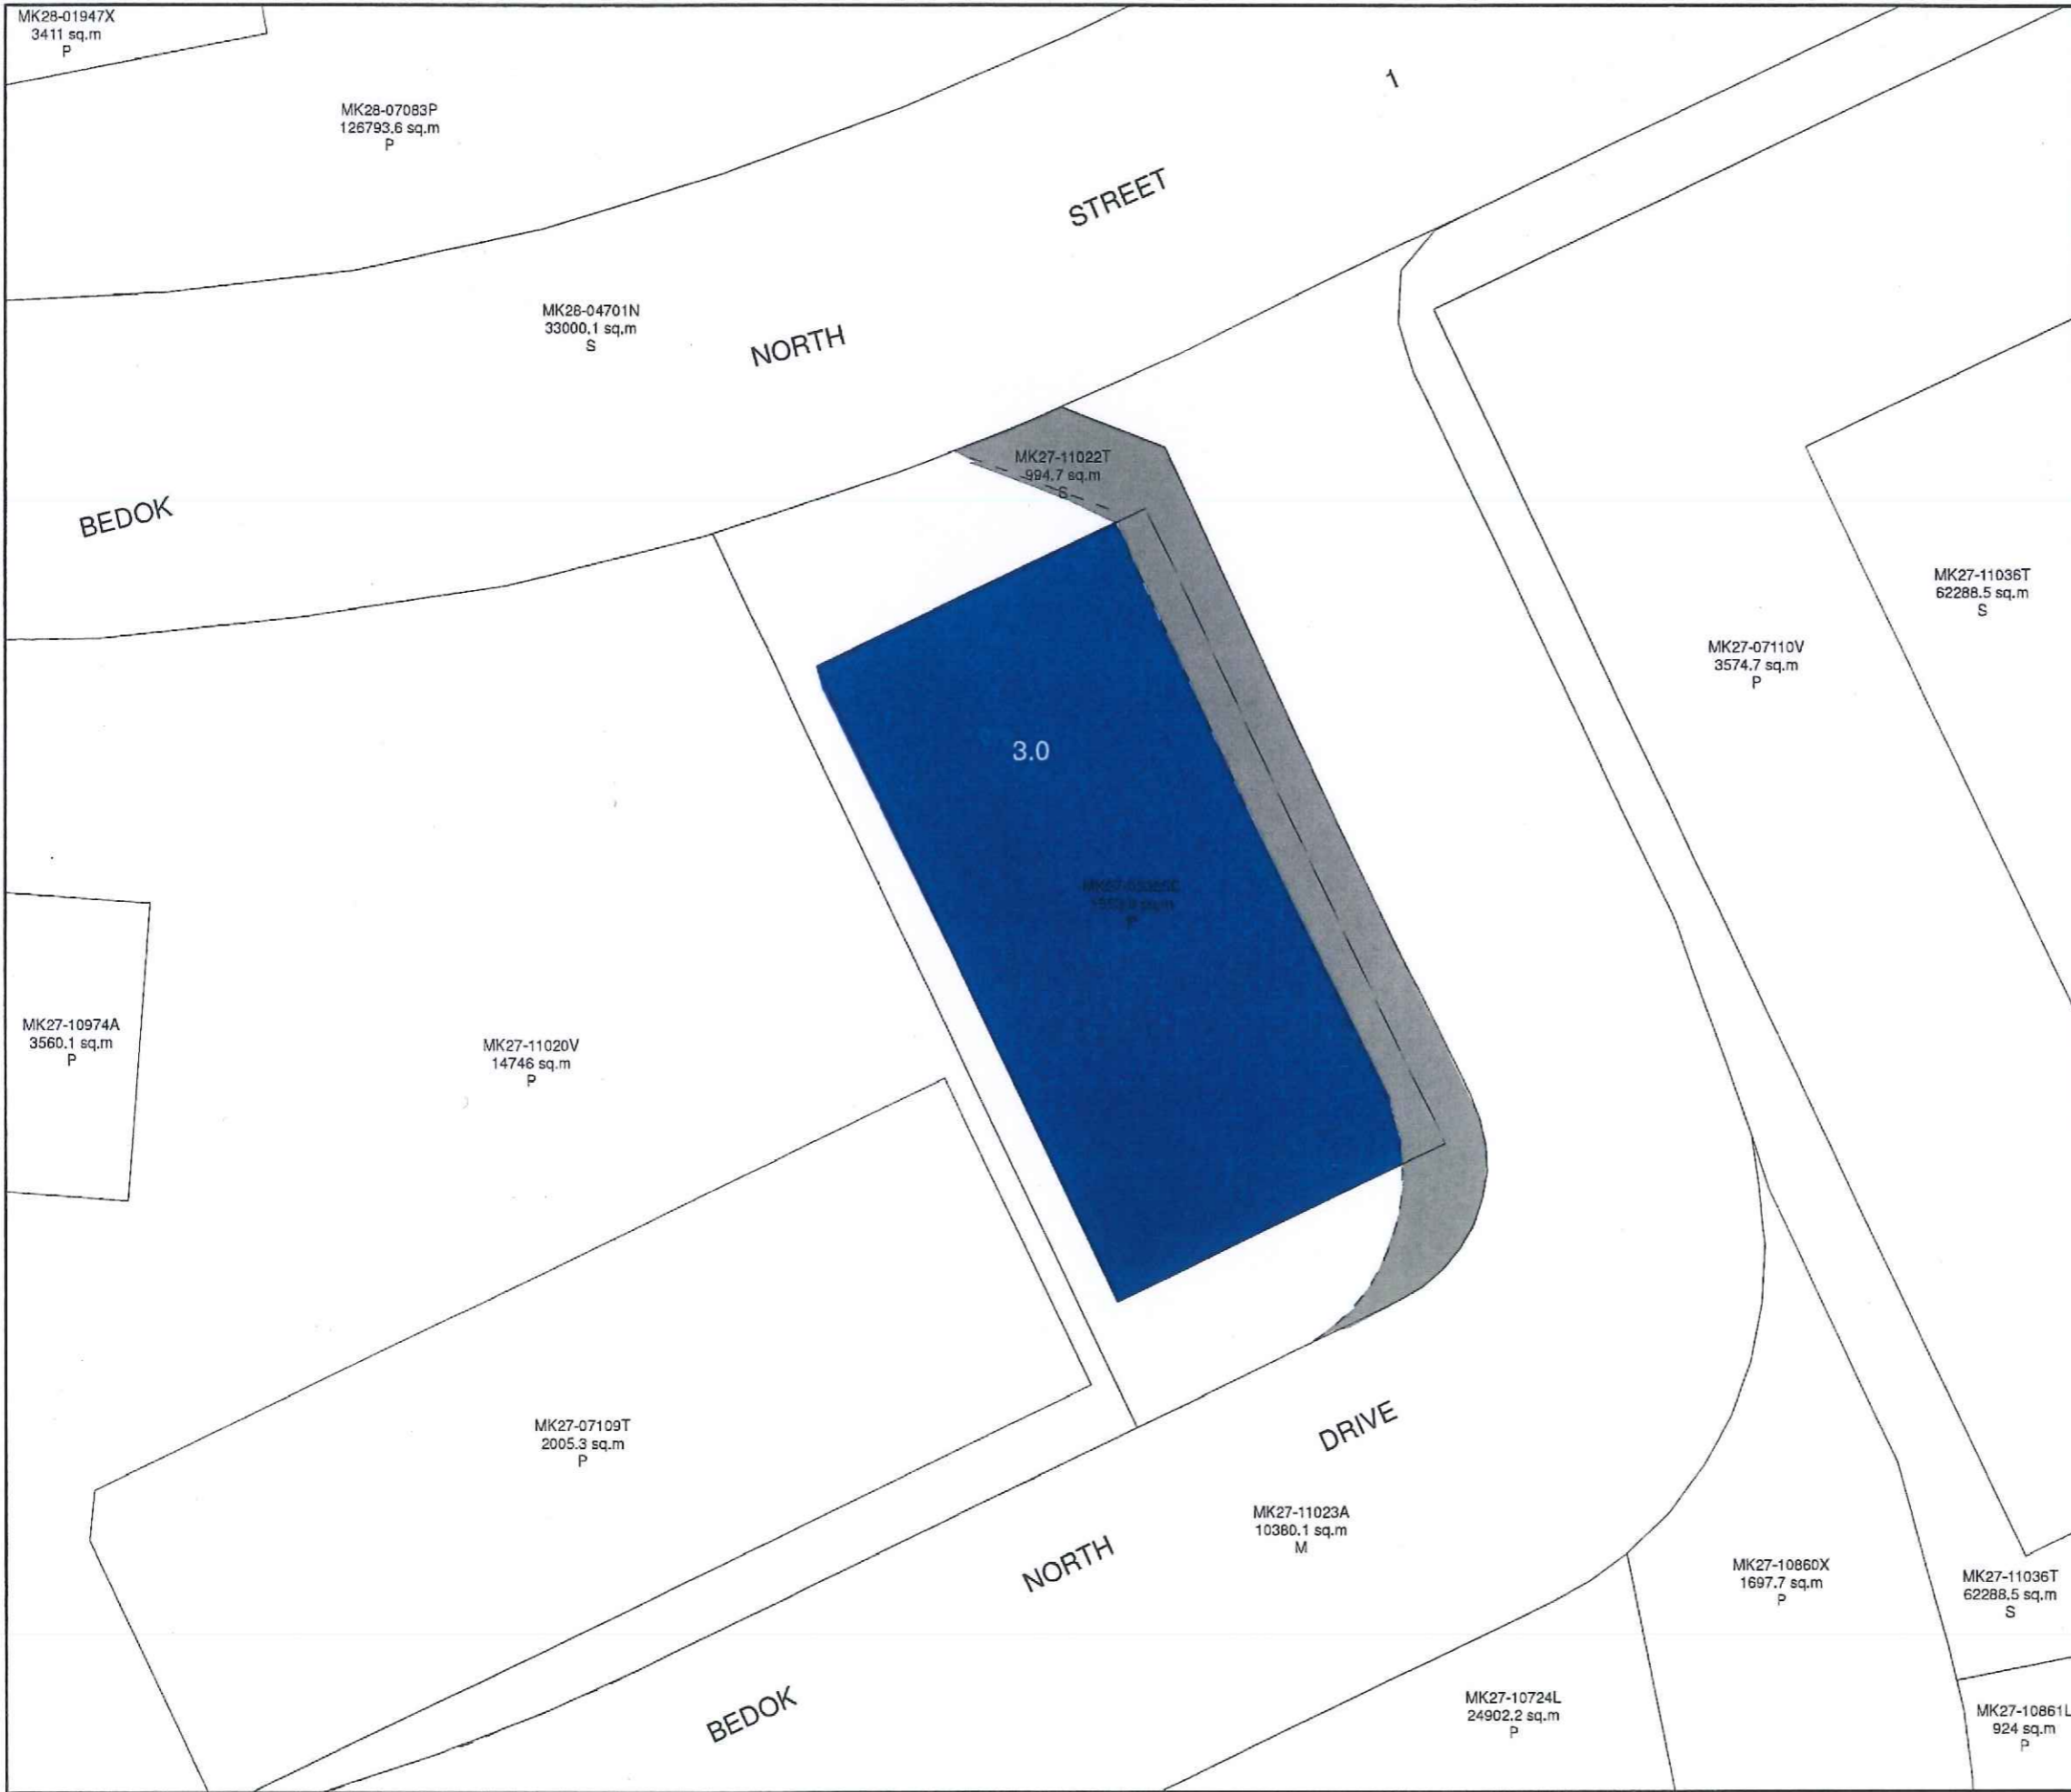 MK28-01947X
3411 sq.m
P
MK28-07083P
126793.6 sq.m
P
1
STREET
MK28-04701N
33000.1 sq.m
S
NORTH
MK27-11022T
994.7 sq.m
S
BEDOK
MK27-11036T
62288.5 sq.m
S
MK27-07110V
3574.7 sq.m
P
3.0
P
MK27-10974A
3560.1 sq.m
P
MK27-11020V
14746 sq.m
P
MK27-07109T
2005.3 sq.m
P
DRIVE
MK27-11023A
10380.1 sq.m
M
NORTH
MK27-10860X
1697.7 sq.m
P
MK27-11036T
62288.5 sq.m
S
BEDOK
MK27-10724L
24902.2 sq.m
P
MK27-10861L
924 sq.m
P